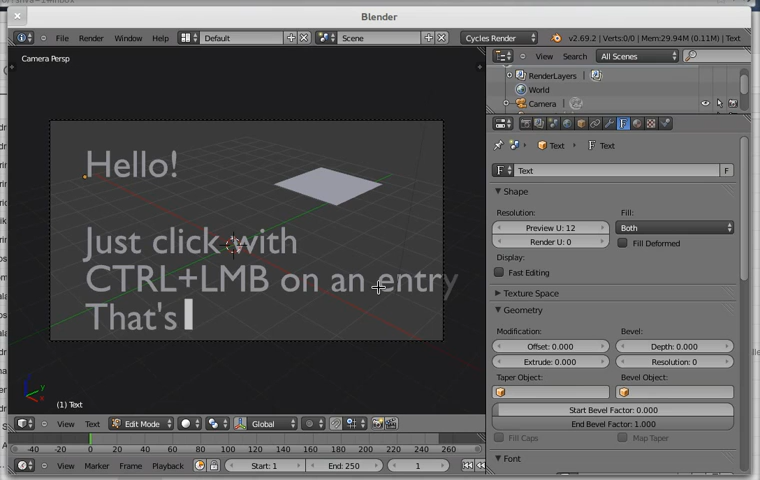 Blender
File Render Window Help Default Scene Cycles Render v2.69.2 | Verts:0/0 | Mem:29.94M (0.11M) | Text
Camera Persp
Hello!
Just click with
CTRL+LMB on an entry
That's
(1) Text
View Text Edit Mode Global
-40 -20 0 20 40 60 80 100 120 140 160 180 200 220 240 260
View Marker Frame Playback Start: 1 End: 250 1
View Search All Scenes
RenderLayers
World
Camera
Text F Text
F Text F
Shape
Resolution: Fill:
Preview U: 12 Both
Render U: 0 Fill Deformed
Display:
Fast Editing
Texture Space
Geometry
Modification: Bevel:
Offset: 0.000 Depth: 0.000
Extrude: 0.000 Resolution: 0
Taper Object: Bevel Object:
Start Bevel Factor: 0.000
End Bevel Factor: 1.000
Fill Caps Map Taper
Font